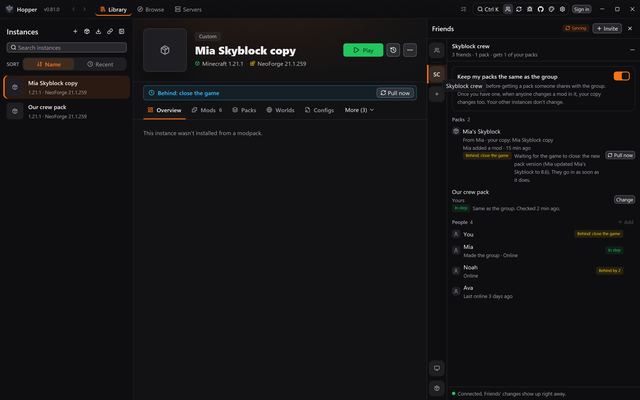 Hopper v0.81.0
Library
Browse
Servers
Ctrl K
Sign in
Instances
Search instances
SORT
Name
Recent
Mia Skyblock copy
1.21.1 · NeoForge 21.1.259
Our crew pack
1.21.1 · NeoForge 21.1.259
Custom
Mia Skyblock copy
Minecraft 1.21.1
NeoForge 21.1.259
Play
Behind: close the game
Pull now
Overview
Mods 6
Packs
Worlds
Configs
More (3)
This instance wasn't installed from a modpack.
Friends
Syncing
Invite
SC
Skyblock crew
3 friends · 1 pack · gets 1 of your packs
Keep my packs the same as the group
Skyblock crew
before getting a pack someone shares with the group.
Once you have one, when anyone changes a mod in it, your copy
changes too. Your other instances don't change.
Packs 2
Mia's Skyblock
From Mia · your copy: Mia Skyblock copy
Mia added a mod · 15 min ago
Behind: close the game
Waiting for the game to close: the new
pack version (Mia updated Mia's
Skyblock to 8.6). They go in as soon as
it does.
Pull now
Our crew pack
Yours
Change
In step
Same as the group. Checked 2 min ago.
People 4
+ Add
You
Behind: close the game
Mia
Made the group · Online
In step
Noah
Online
Behind by 2
Ava
Last online 3 days ago
Connected. Friends' changes show up right away.